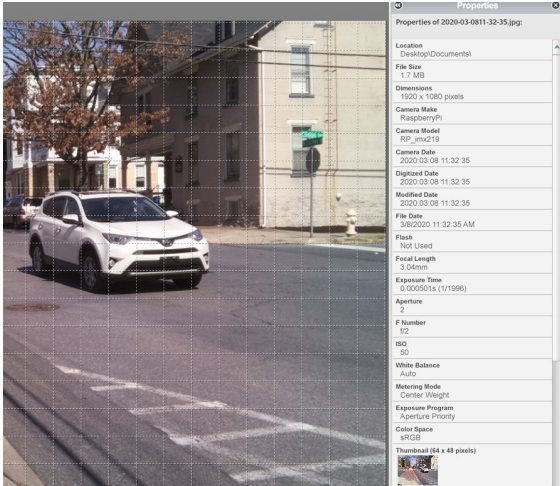 Properties
Properties of 2020-03-0811-32-35.jpg:
Location
Desktop\Documents\
File Size
1.7 MB
Dimensions
1920 x 1080 pixels
Camera Make
RaspberryPi
Camera Model
RP_imx219
Camera Date
2020:03:08 11:32:35
Digitized Date
2020:03:08 11:32:35
Modified Date
2020:03:08 11:32:35
File Date
3/8/2020 11:32:35 AM
Flash
Not Used
Focal Length
3.04mm
Exposure Time
0.000501s (1/1996)
Aperture
2
F Number
f/2
ISO
50
White Balance
Auto
Metering Mode
Center Weight
Exposure Program
Aperture Priority
Color Space
sRGB
Thumbnail (64 x 48 pixels)